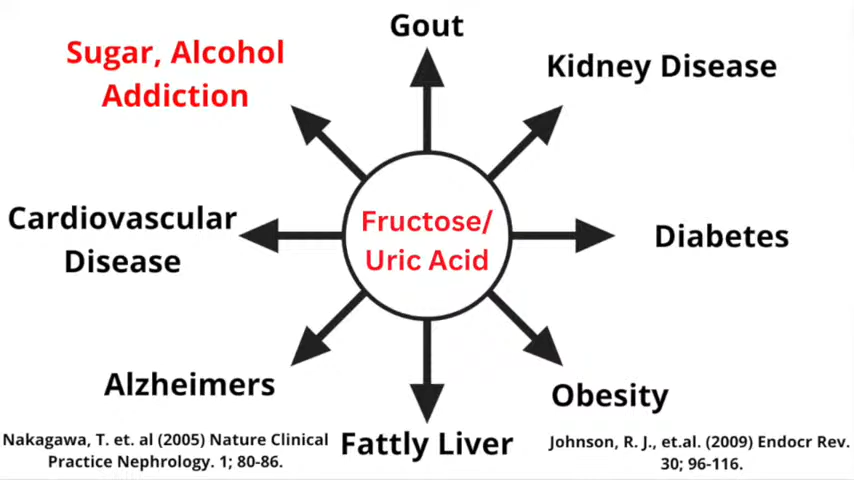 Gout
Sugar, Alcohol
Addiction
Kidney Disease
Cardiovascular
Disease
Fructose/
Uric Acid
Diabetes
Alzheimers
Obesity
Fattly Liver
Nakagawa, T. et. al (2005) Nature Clinical
Practice Nephrology. 1; 80-86.
Johnson, R. J., et.al. (2009) Endocr Rev.
30; 96-116.